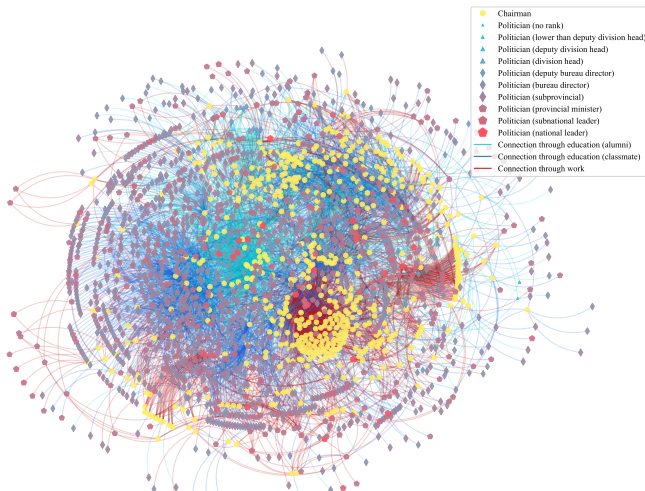 Chairman
Politician (no rank)
Politician (lower than deputy division head)
Politician (deputy division head)
Politician (division head)
Politician (deputy bureau director)
Politician (bureau director)
Politician (subprovincial)
Politician (provincial minister)
Politician (subnational leader)
Politician (national leader)
Connection through education (alumni)
Connection through education (classmate)
Connection through work